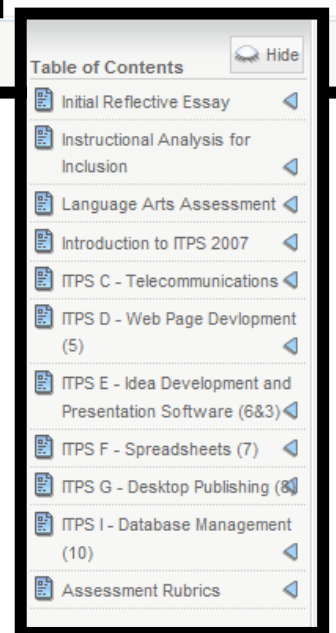 Hide
Table of Contents
Initial Reflective Essay
Instructional Analysis for
Inclusion
Language Arts Assessment
Introduction to ITPS 2007
ITPS C - Telecommunications
ITPS D - Web Page Devlopment
(5)
ITPS E - Idea Development and
Presentation Software (6&3)
ITPS F - Spreadsheets (7)
ITPS G - Desktop Publishing (8)
ITPS I - Database Management
(10)
Assessment Rubrics